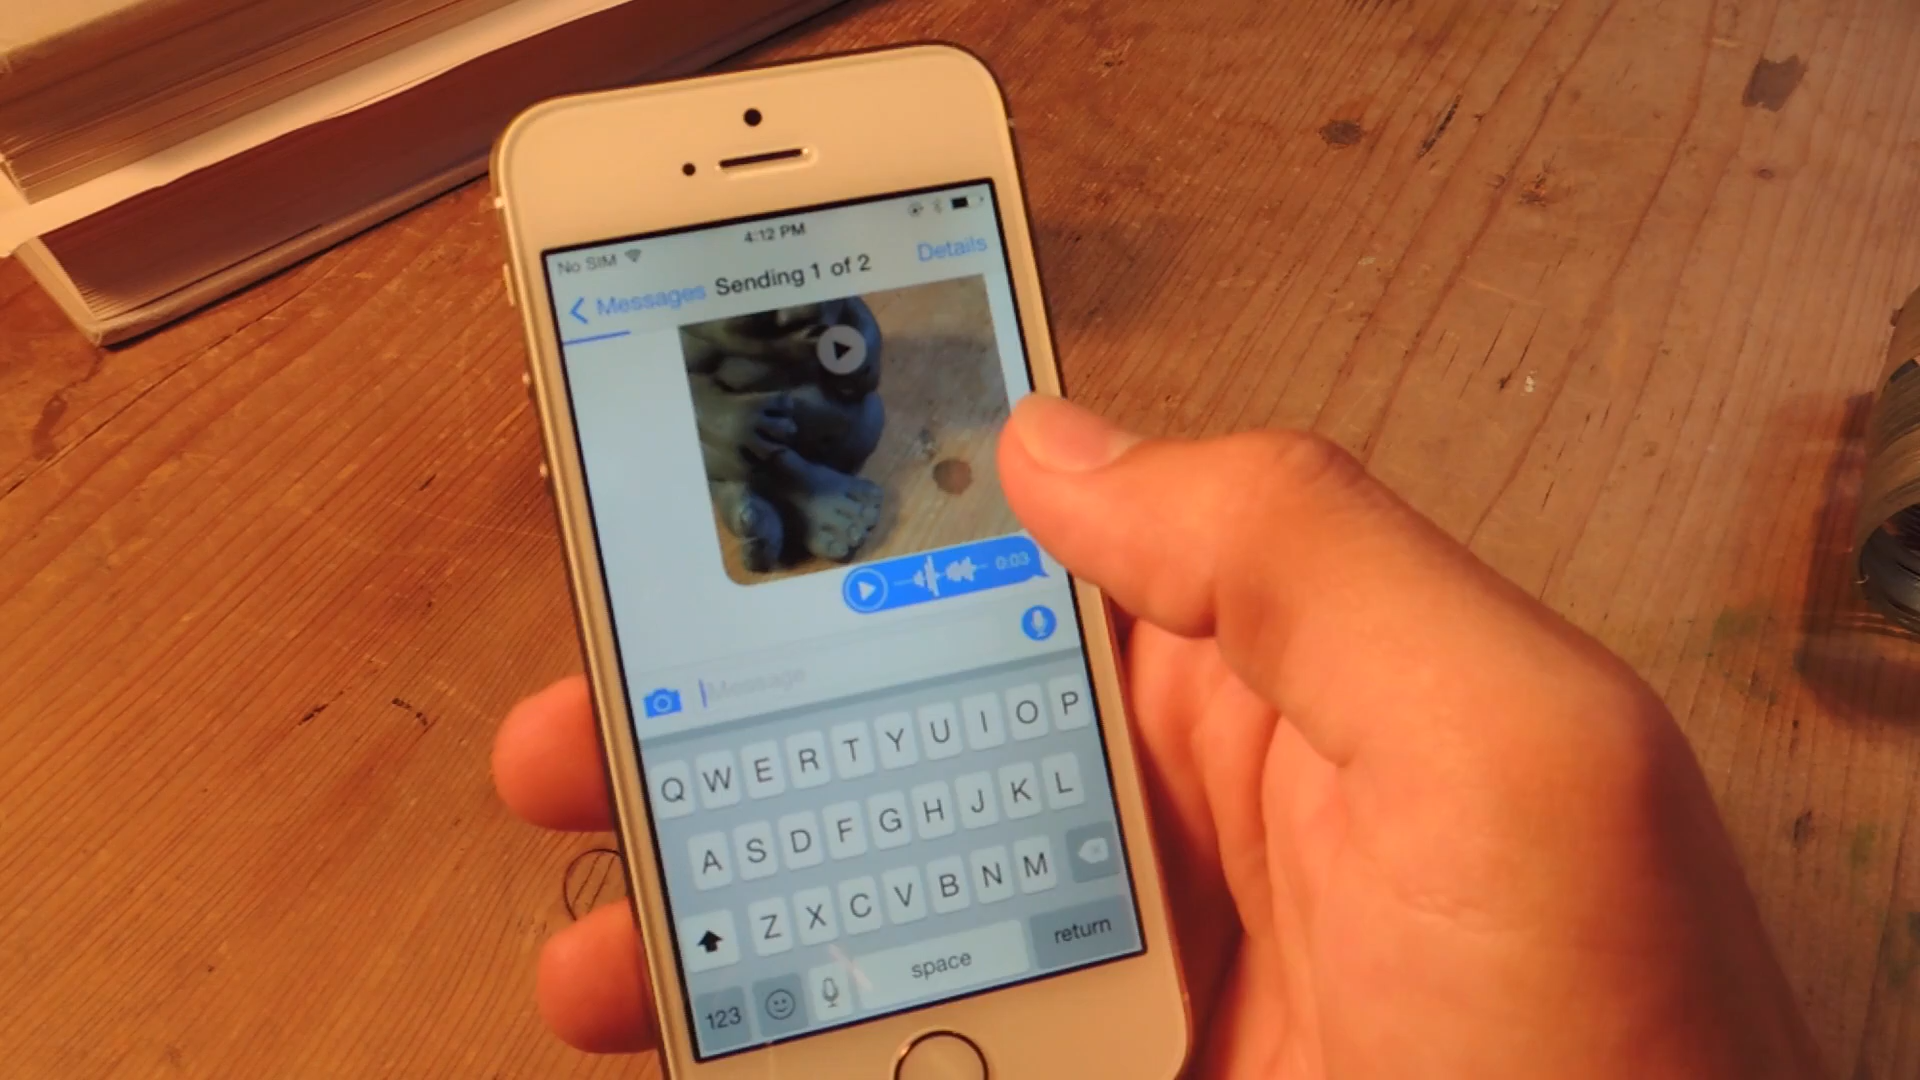 4:12 PM
No SIM
Messages Sending 1 of 2 Details
0:03
Message
Q W E R T Y U I O P
A S D F G H J K L
Z X C V B N M
123 space return